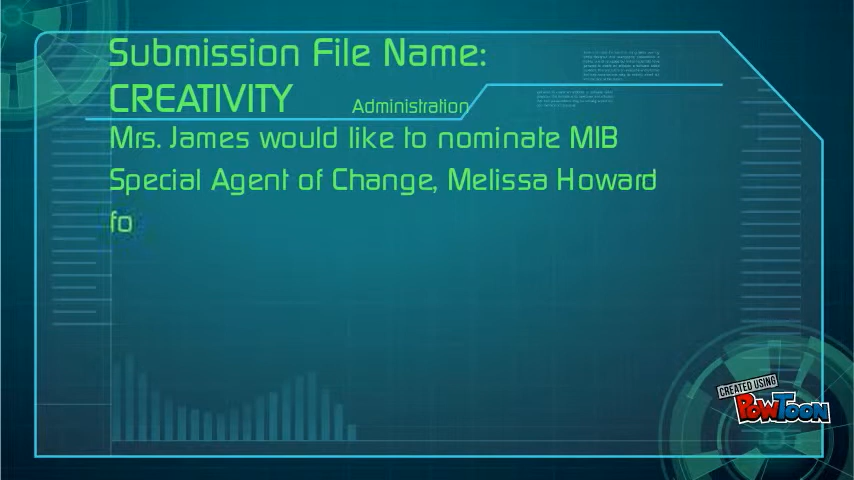 Submission File Name:
CREATIVITY
Administration
Mrs. James would like to nominate MIB
Special Agent of Change, Melissa Howard
fo
CREATED USING
POWTOON